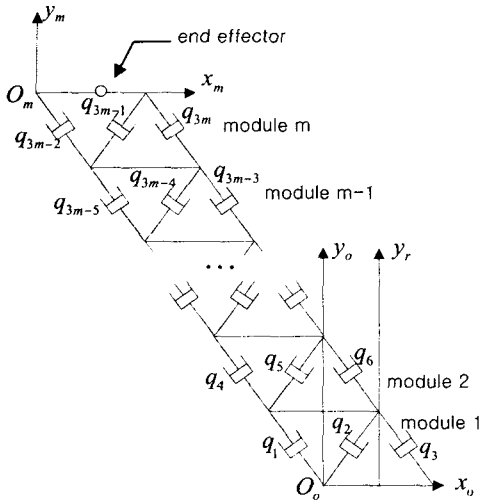 y_m
end effector
O_m x_m
q_{3m-2} q_{3m-1} q_{3m} module m
q_{3m-5} q_{3m-4} q_{3m-3} module m-1
...
y_o y_r
q_4 q_5 q_6 module 2
q_1 q_2 q_3 module 1
O_o x_o